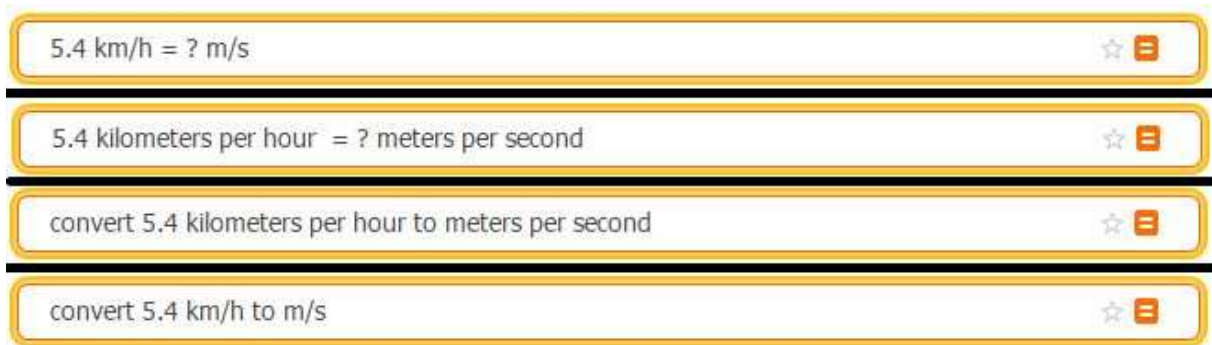 5.4 km/h = ? m/s
5.4 kilometers per hour = ? meters per second
convert 5.4 kilometers per hour to meters per second
convert 5.4 km/h to m/s